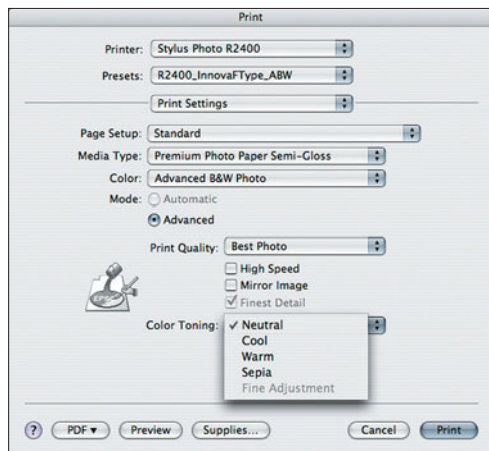 Print
Printer: Stylus Photo R2400
Presets: R2400_InnovaFType_ABW
Print Settings
Page Setup: Standard
Media Type: Premium Photo Paper Semi-Gloss
Color: Advanced B&W Photo
Mode: Automatic
Advanced
Print Quality: Best Photo
High Speed
Mirror Image
Finest Detail
Color Toning: ✓ Neutral
Cool
Warm
Sepia
Fine Adjustment
? PDF ▼ Preview Supplies... Cancel Print